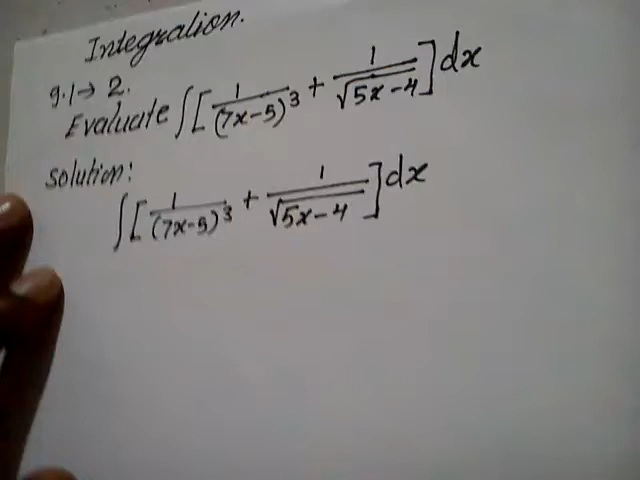 Integration.
9.1→ 2.
Evaluate ∫[1/(7x-5)³ + 1/√(5x-4)]dx
Solution:
∫[1/(7x-5)³ + 1/√(5x-4)]dx